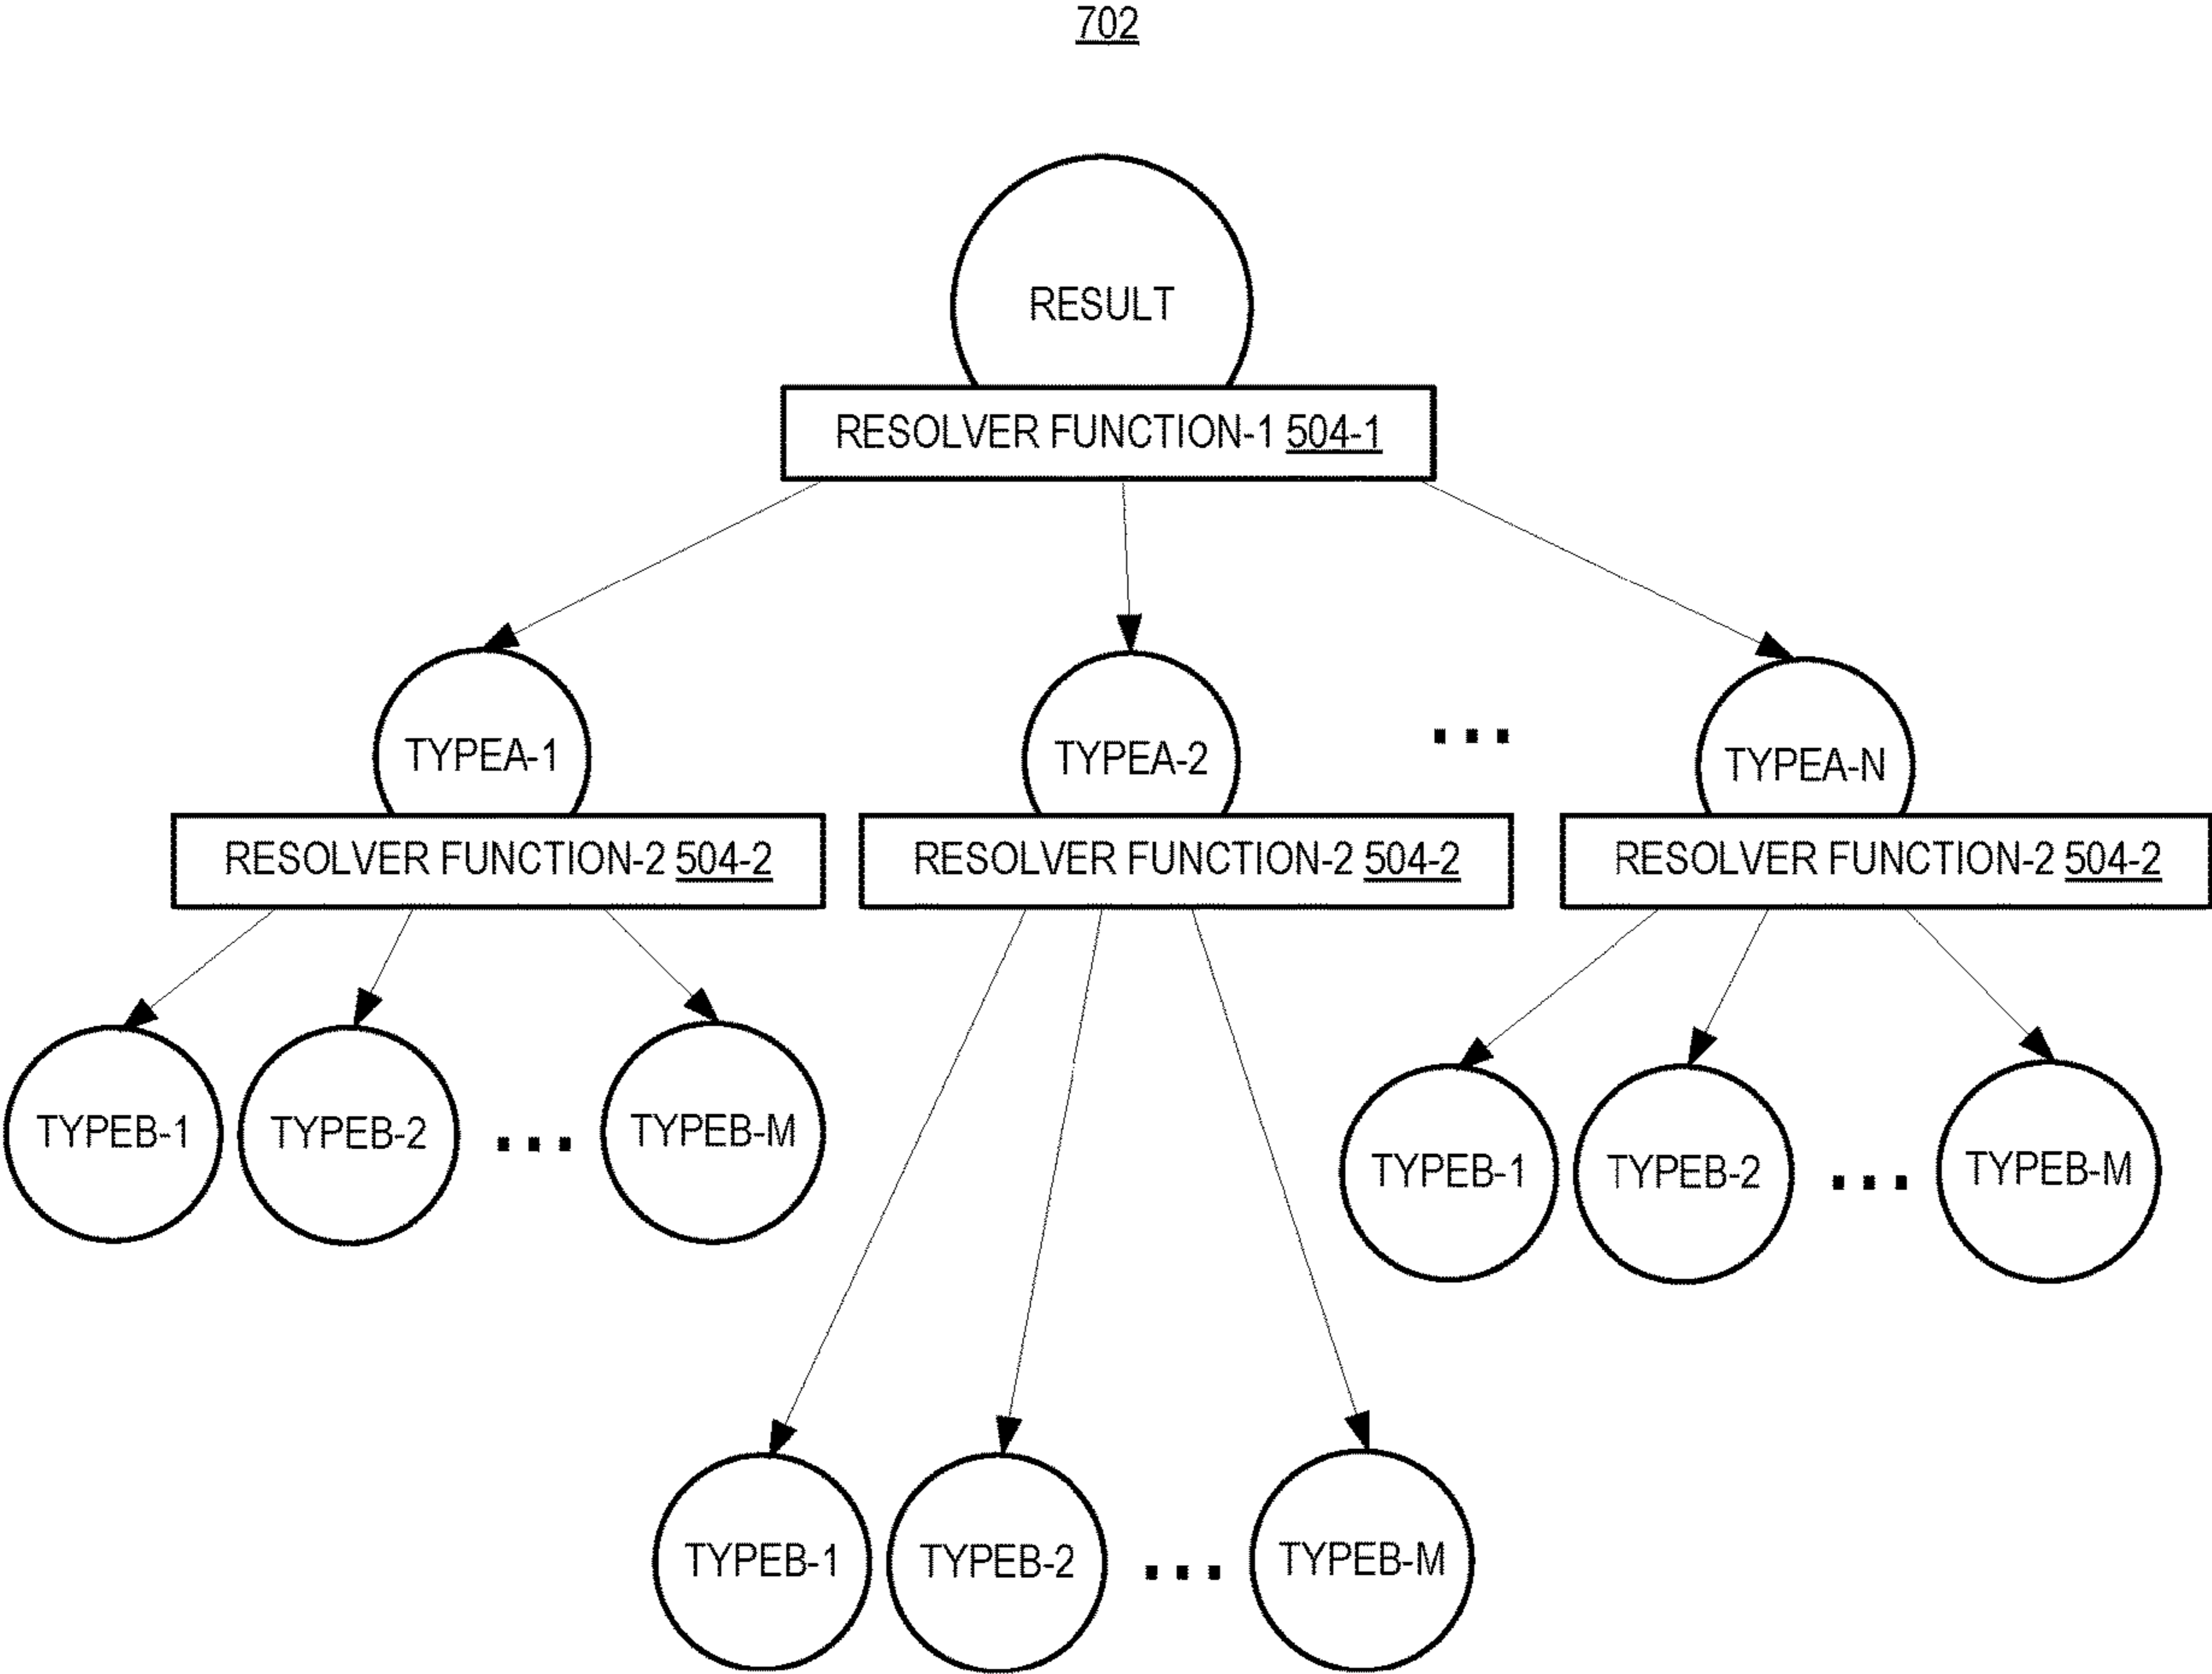 702
RESULT
RESOLVER FUNCTION-1 504-1
TYPEA-1
TYPEA-2
...
TYPEA-N
RESOLVER FUNCTION-2 504-2
RESOLVER FUNCTION-2 504-2
RESOLVER FUNCTION-2 504-2
TYPEB-1
TYPEB-2
...
TYPEB-M
TYPEB-1
TYPEB-2
...
TYPEB-M
TYPEB-1
TYPEB-2
...
TYPEB-M